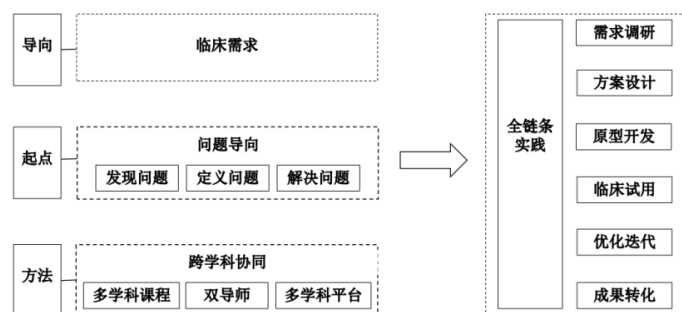 导向
临床需求
起点
问题导向
发现问题 定义问题 解决问题
方法
跨学科协同
多学科课程 双导师 多学科平台
全链条
实践
需求调研
方案设计
原型开发
临床试用
优化迭代
成果转化